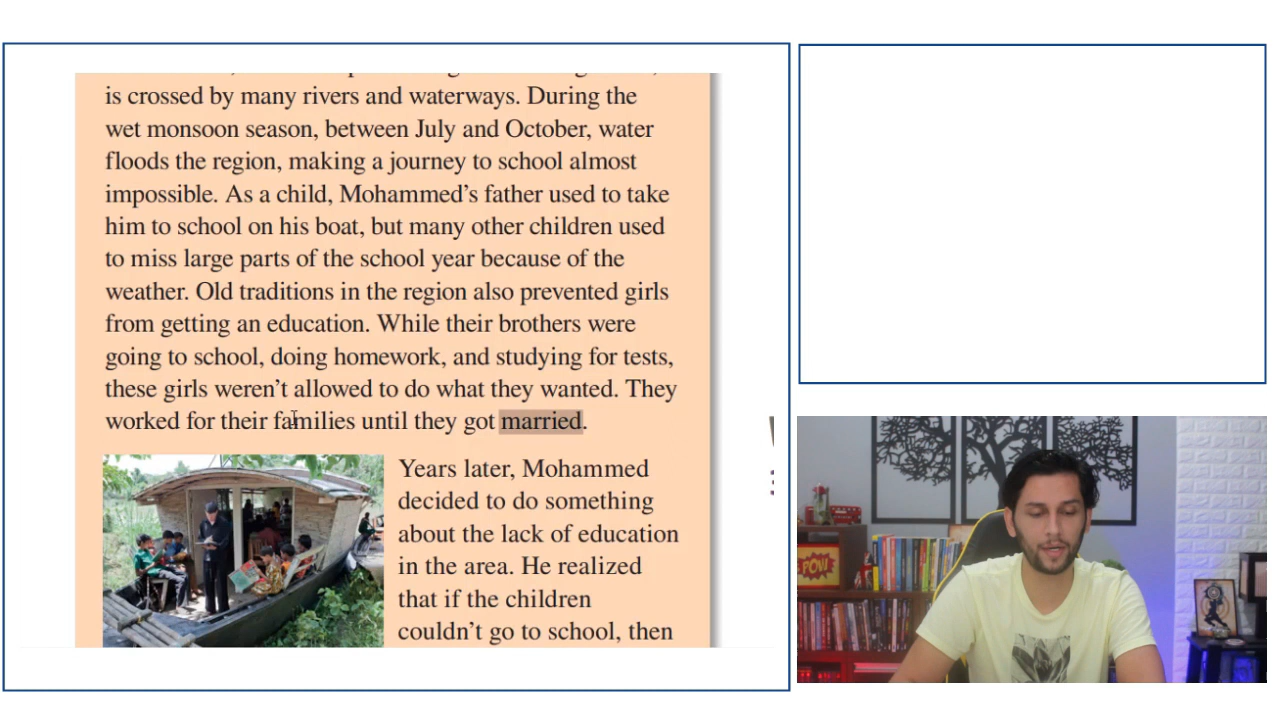 is crossed by many rivers and waterways. During the
wet monsoon season, between July and October, water
floods the region, making a journey to school almost
impossible. As a child, Mohammed’s father used to take
him to school on his boat, but many other children used
to miss large parts of the school year because of the
weather. Old traditions in the region also prevented girls
from getting an education. While their brothers were
going to school, doing homework, and studying for tests,
these girls weren’t allowed to do what they wanted. They
worked for their families until they got married.
Years later, Mohammed
decided to do something
about the lack of education
in the area. He realized
that if the children
couldn’t go to school, then
POW